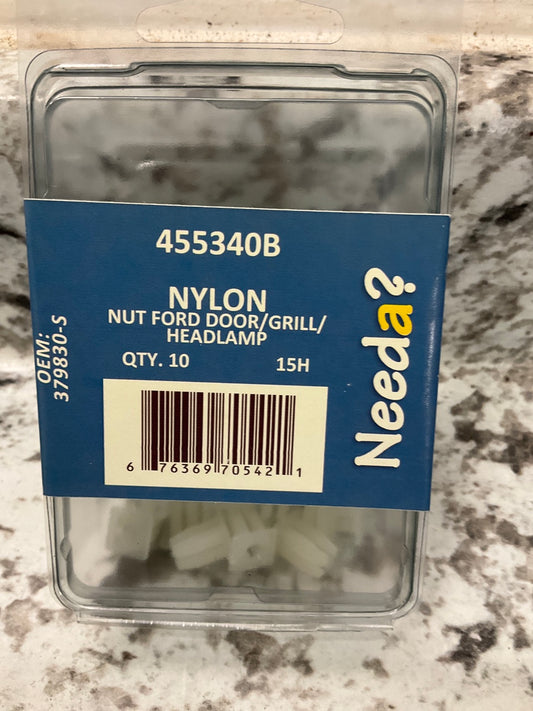 455340B
NYLON
NUT FORD DOOR/GRILL/
HEADLAMP
QTY. 10 15H
6 76369 70542 1
OEM:
379830-S
Needa?